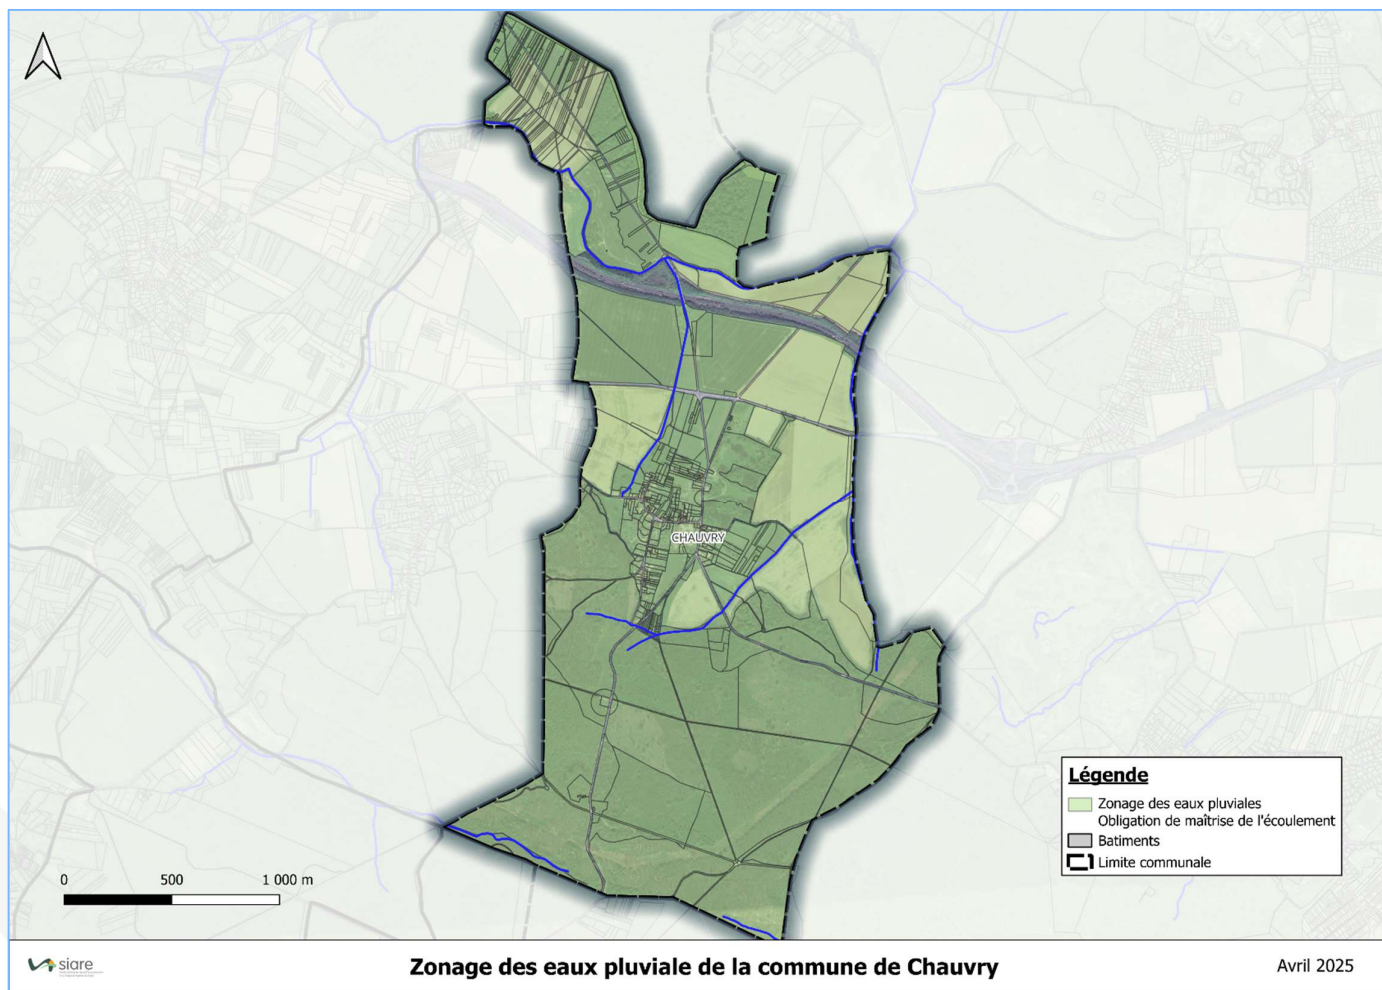 CHAUVRY
Légende
Zonage des eaux pluviales
Obligation de maîtrise de l'écoulement
Batiments
Limite communale
0 500 1 000 m
siare
Zonage des eaux pluviale de la commune de Chauvry
Avril 2025